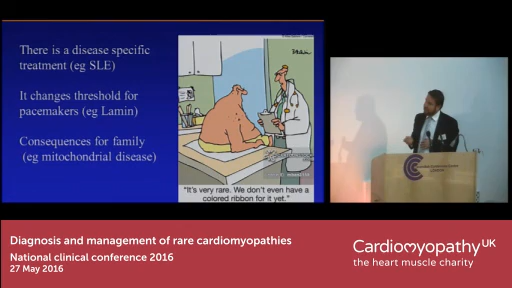 There is a disease specific
treatment (eg SLE)
It changes threshold for
pacemakers (eg Lamin)
Consequences for family
(eg mitochondrial disease)
"It's very rare. We don't even have a
colored ribbon for it yet."
Diagnosis and management of rare cardiomyopathies
National clinical conference 2016
27 May 2016
Cardiomyopathy UK
the heart muscle charity